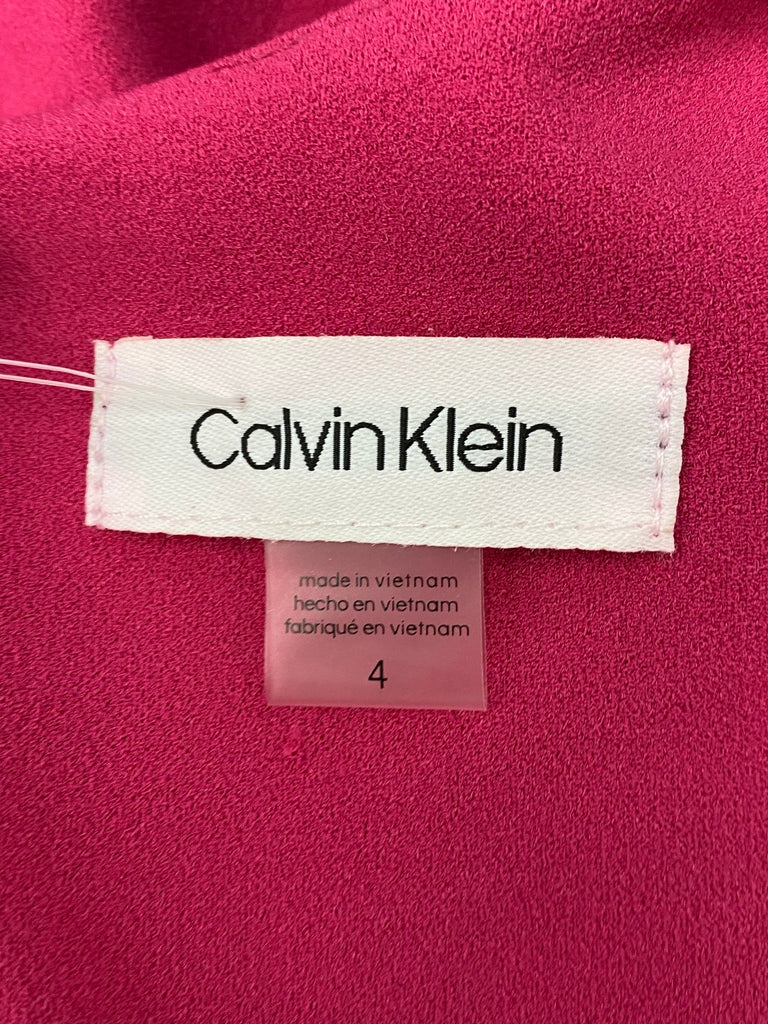 Calvin Klein
made in vietnam
hecho en vietnam
fabriqué en vietnam
4